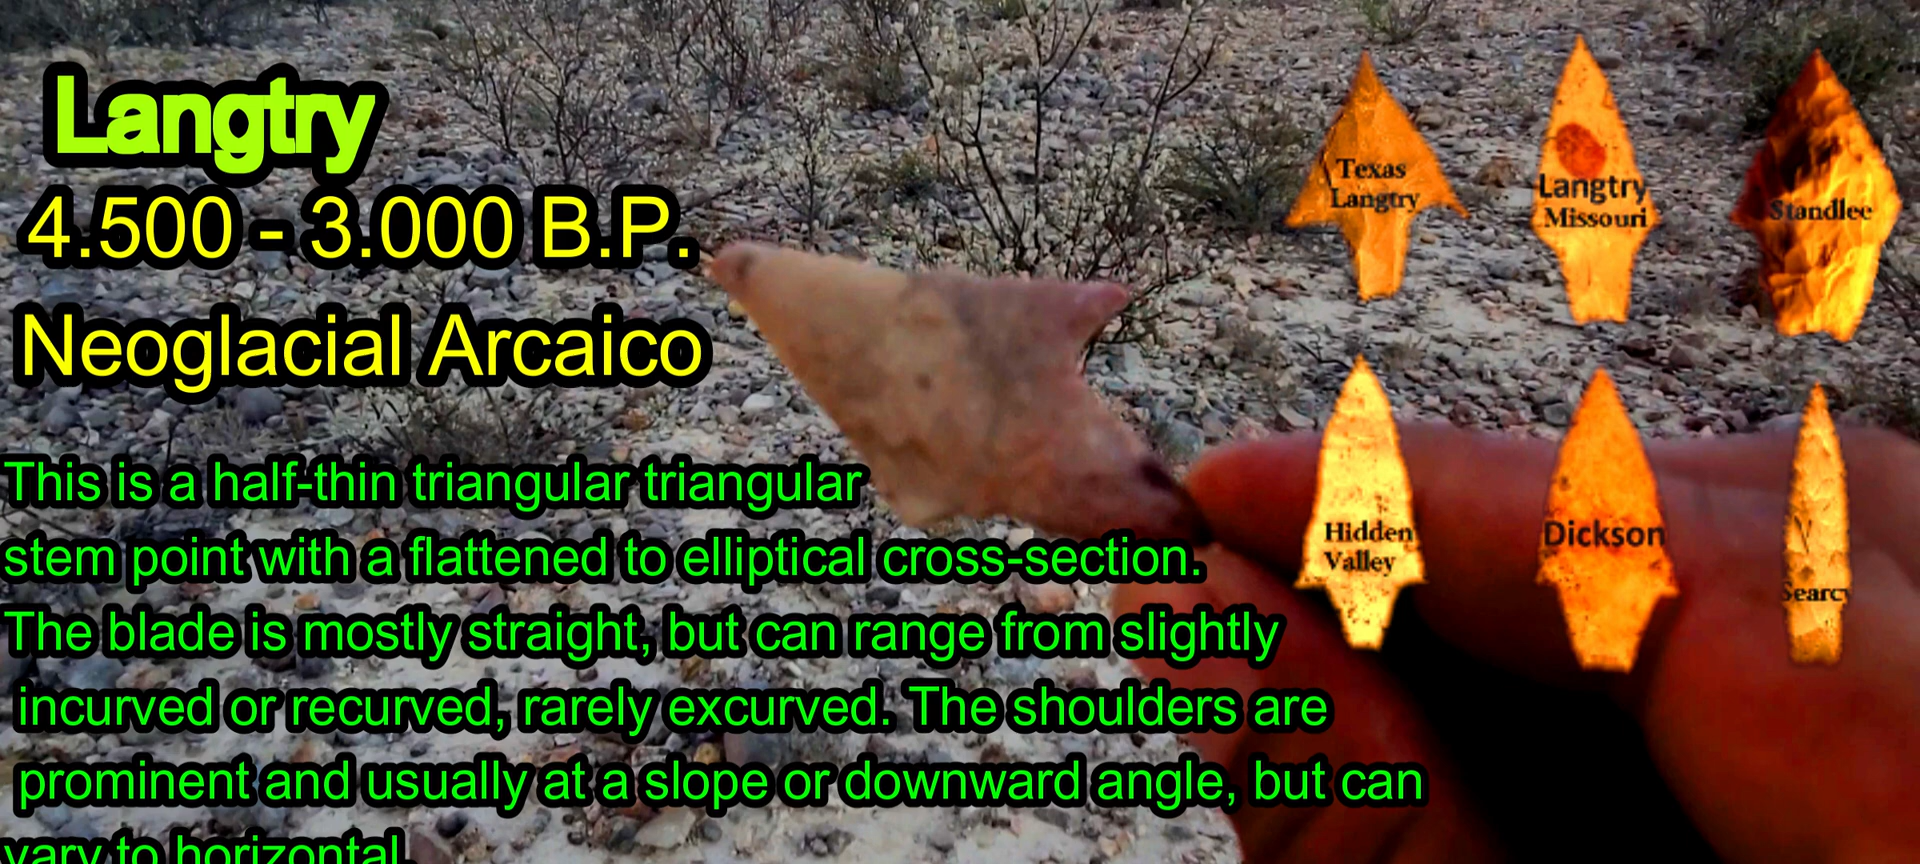 Langtry
4.500 - 3.000 B.P.
Neoglacial Arcaico
This is a half-thin triangular triangular
stem point with a flattened to elliptical cross-section.
The blade is mostly straight, but can range from slightly
incurved or recurved, rarely excurved. The shoulders are
prominent and usually at a slope or downward angle, but can
vary to horizontal.
Texas
Langtry
Langtry
Missouri
Standlee
Hidden
Valley
Dickson
Searcy